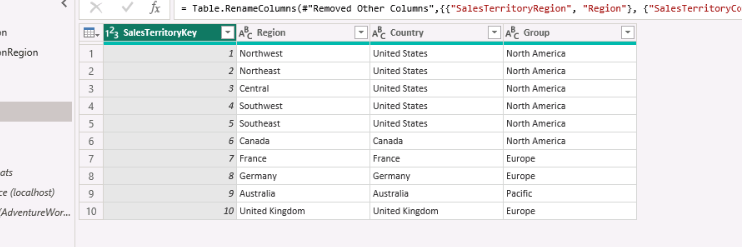 = Table.RenameColumns(#"Removed Other Columns",{{"SalesTerritoryRegion", "Region"}, {"SalesTerritoryCo
SalesTerritoryKey Region Country Group
1 1 Northwest United States North America
2 2 Northeast United States North America
3 3 Central United States North America
4 4 Southwest United States North America
5 5 Southeast United States North America
6 6 Canada Canada North America
7 7 France France Europe
8 8 Germany Germany Europe
9 9 Australia Australia Pacific
10 10 United Kingdom United Kingdom Europe
on
onRegion
ats
ce (localhost)
(AdventureWor...